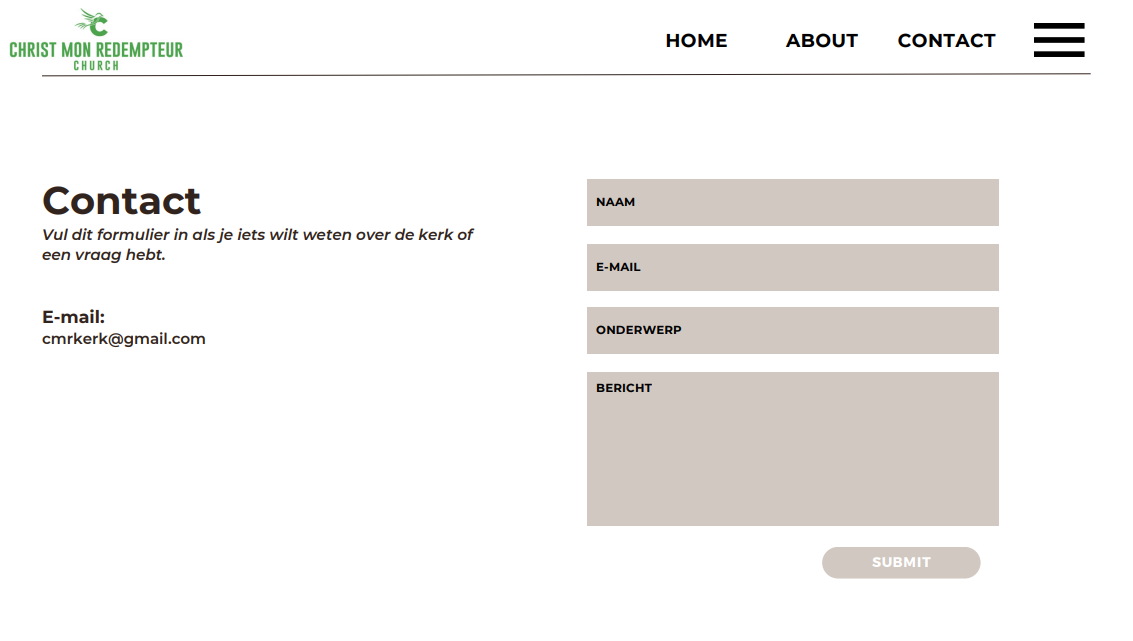 CHRIST MON REDEMPTEUR
CHURCH
HOME ABOUT CONTACT
Contact
Vul dit formulier in als je iets wilt weten over de kerk of
een vraag hebt.
E-mail:
cmrkerk@gmail.com
NAAM
E-MAIL
ONDERWERP
BERICHT
SUBMIT